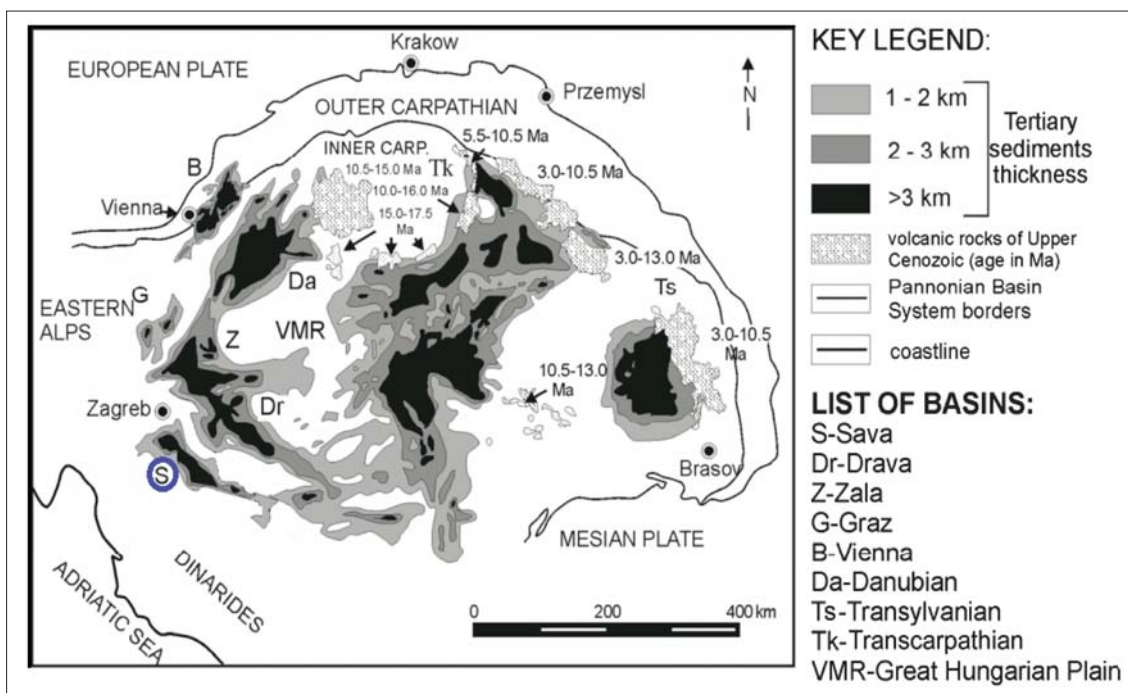 Krakow
EUROPEAN PLATE
Przemysl
N
OUTER CARPATHIAN
5.5-10.5 Ma
INNER CARP.
10.5-15.0 Ma
Tk
3.0-10.5 Ma
B
10.0-16.0 Ma
Vienna
15.0-17.5
Ma
3.0-13.0 Ma
Da
Ts
G
EASTERN
ALPS
Z
VMR
3.0-10.5
Ma
10.5-13.0
Ma
Zagreb
Dr
S
Brasov
MESIAN PLATE
DINARIDES
ADRIATIC SEA
0 200 400 km
KEY LEGEND:
1 - 2 km
2 - 3 km
>3 km
Tertiary
sediments
thickness
volcanic rocks of Upper
Cenozoic (age in Ma)
Pannonian Basin
System borders
coastline
LIST OF BASINS:
S-Sava
Dr-Drava
Z-Zala
G-Graz
B-Vienna
Da-Danubian
Ts-Transylvanian
Tk-Transcarpathian
VMR-Great Hungarian Plain